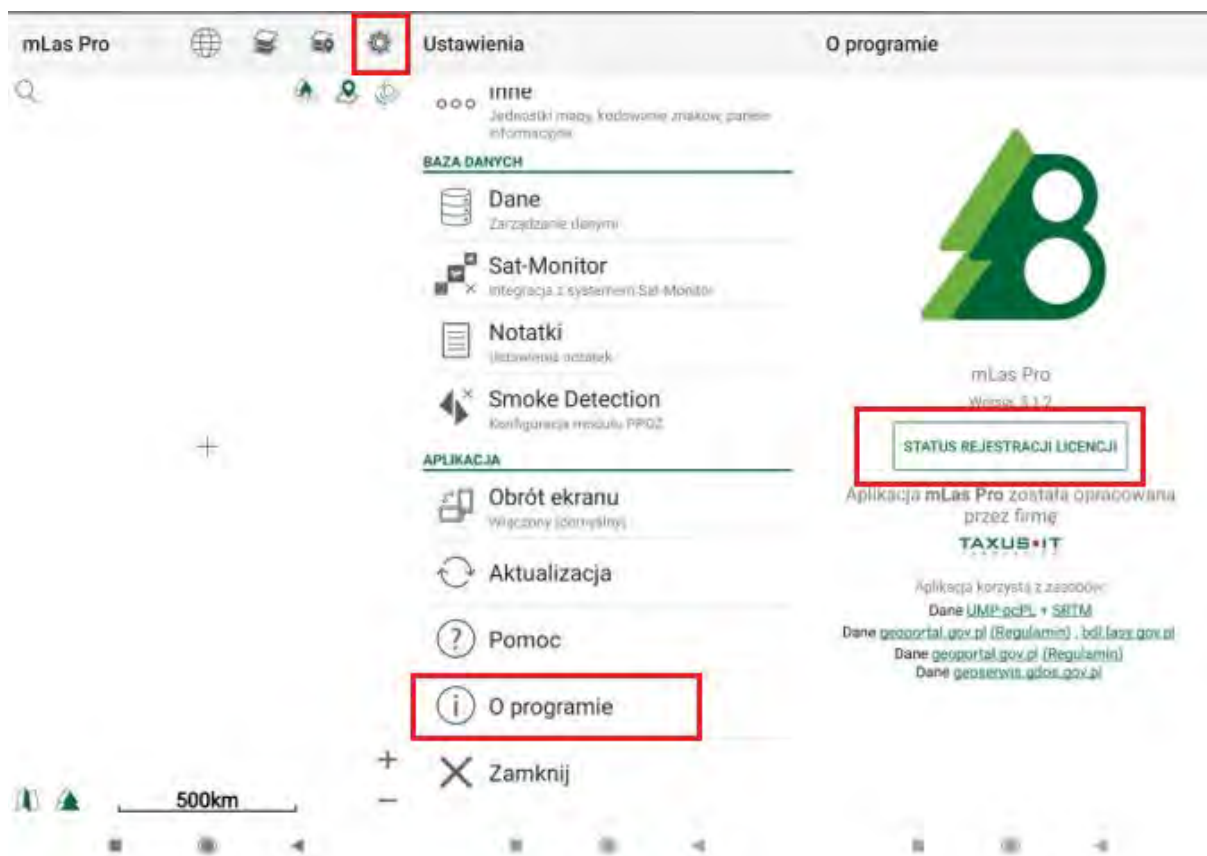 mLas Pro
500km
Ustawienia
Inne
Jednostki mapy, kodowanie znaków, panele
informacyjne
BAZA DANYCH
Dane
Zarządzanie danymi
Sat-Monitor
Integracja z systemem Sat-Monitor
Notatki
Ustawienia notatek
Smoke Detection
Konfiguracja modułu PPOŻ
APLIKACJA
Obrót ekranu
Włączony (domyślny)
Aktualizacja
Pomoc
O programie
Zamknij
O programie
mLas Pro
Wersja: 3.1.2
STATUS REJESTRACJI LICENCJI
Aplikacja mLas Pro została opracowana
przez firmę
TAXUS IT
Aplikacja korzysta z zasobów:
Dane UMP-pcPL + SRTM
Dane geoportal.gov.pl (Regulamin) , bdl.lasy.gov.pl
Dane geoportal.gov.pl (Regulamin)
Dane geoserwis.gdos.gov.pl